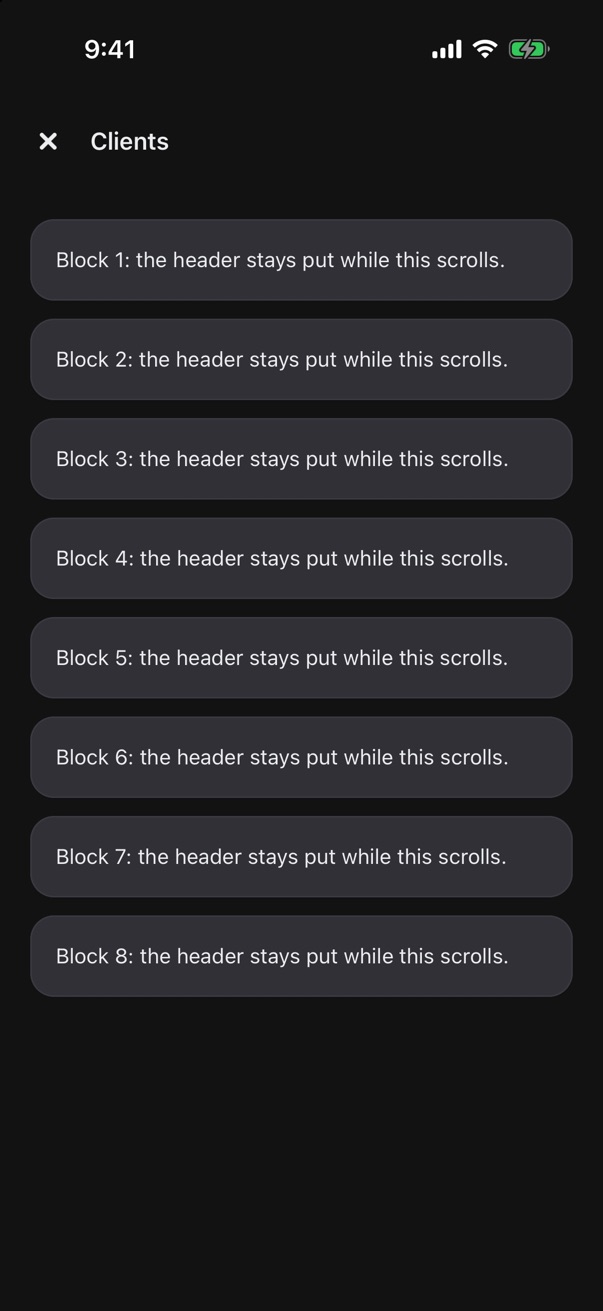 9:41
Clients
Block 1: the header stays put while this scrolls.
Block 2: the header stays put while this scrolls.
Block 3: the header stays put while this scrolls.
Block 4: the header stays put while this scrolls.
Block 5: the header stays put while this scrolls.
Block 6: the header stays put while this scrolls.
Block 7: the header stays put while this scrolls.
Block 8: the header stays put while this scrolls.